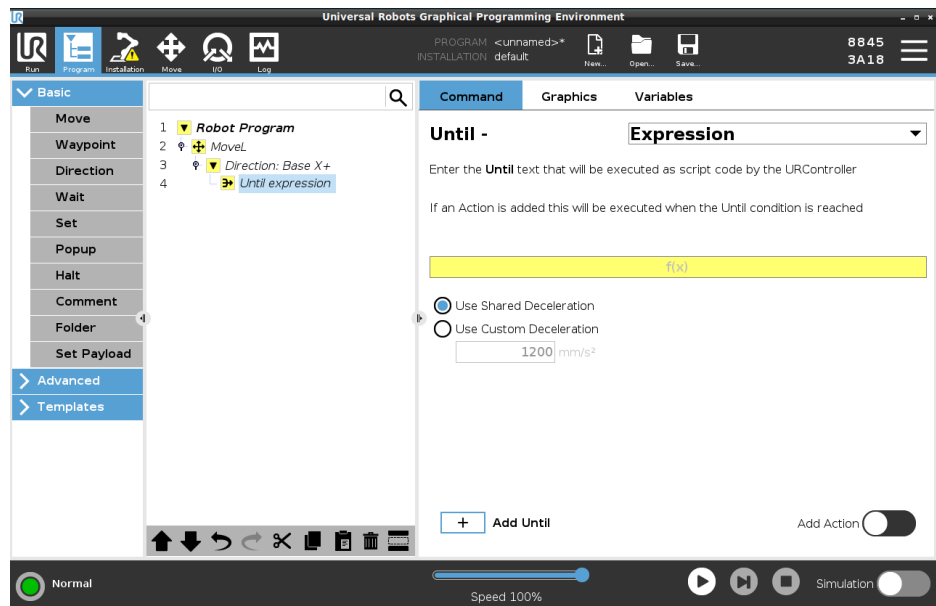 Universal Robots Graphical Programming Environment
Run
Program
Installation
Move
I/O
Log
PROGRAM <unnamed>*
INSTALLATION default
New...
Open...
Save...
8845
3A18
Basic
Move
Waypoint
Direction
Wait
Set
Popup
Halt
Comment
Folder
Set Payload
Advanced
Templates
1 Robot Program
2 MoveL
3 Direction: Base X+
4 Until expression
Command Graphics Variables
Until - Expression
Enter the Until text that will be executed as script code by the URController
If an Action is added this will be executed when the Until condition is reached
f(x)
Use Shared Deceleration
Use Custom Deceleration
1200 mm/s²
+ Add Until
Add Action
Normal
Speed 100%
Simulation